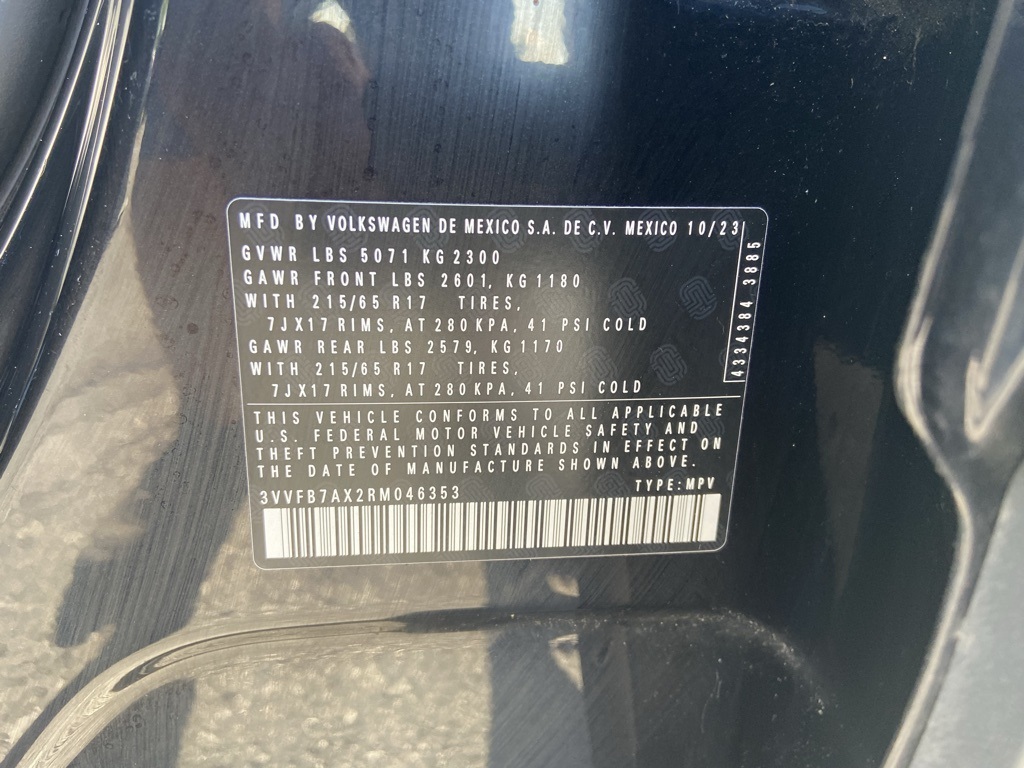 MFD BY VOLKSWAGEN DE MEXICO S.A. DE C.V. MEXICO 10/23
GVWR LBS 5071 KG 2300
GAWR FRONT LBS 2601, KG 1180
WITH 215/65 R17 TIRES,
7JX17 RIMS, AT 280 KPA, 41 PSI COLD
GAWR REAR LBS 2579, KG 1170
WITH 215/65 R17 TIRES,
7JX17 RIMS, AT 280 KPA, 41 PSI COLD
4334384 3885
THIS VEHICLE CONFORMS TO ALL APPLICABLE
U.S. FEDERAL MOTOR VEHICLE SAFETY AND
THEFT PREVENTION STANDARDS IN EFFECT ON
THE DATE OF MANUFACTURE SHOWN ABOVE.
3VVFB7AX2RM046353 TYPE:MPV